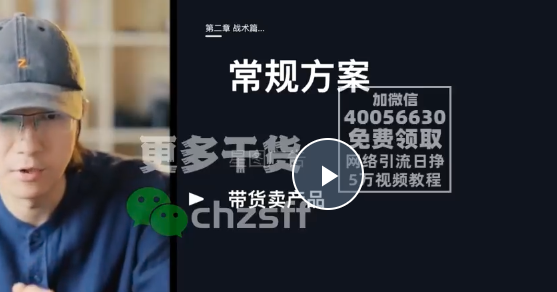 第二章 战术篇...
常规方案
加微信
40056630
免费领取
网络引流日挣
5万视频教程
更多干货
带货卖产品
chzsff